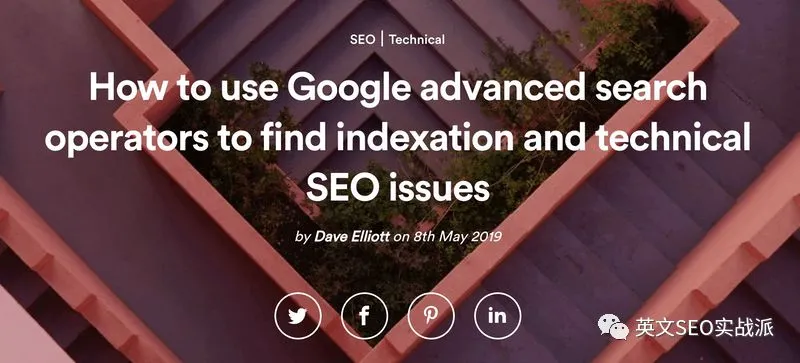 SEO | Technical
How to use Google advanced search
operators to find indexation and technical
SEO issues
by Dave Elliott on 8th May 2019
英文SEO实战派